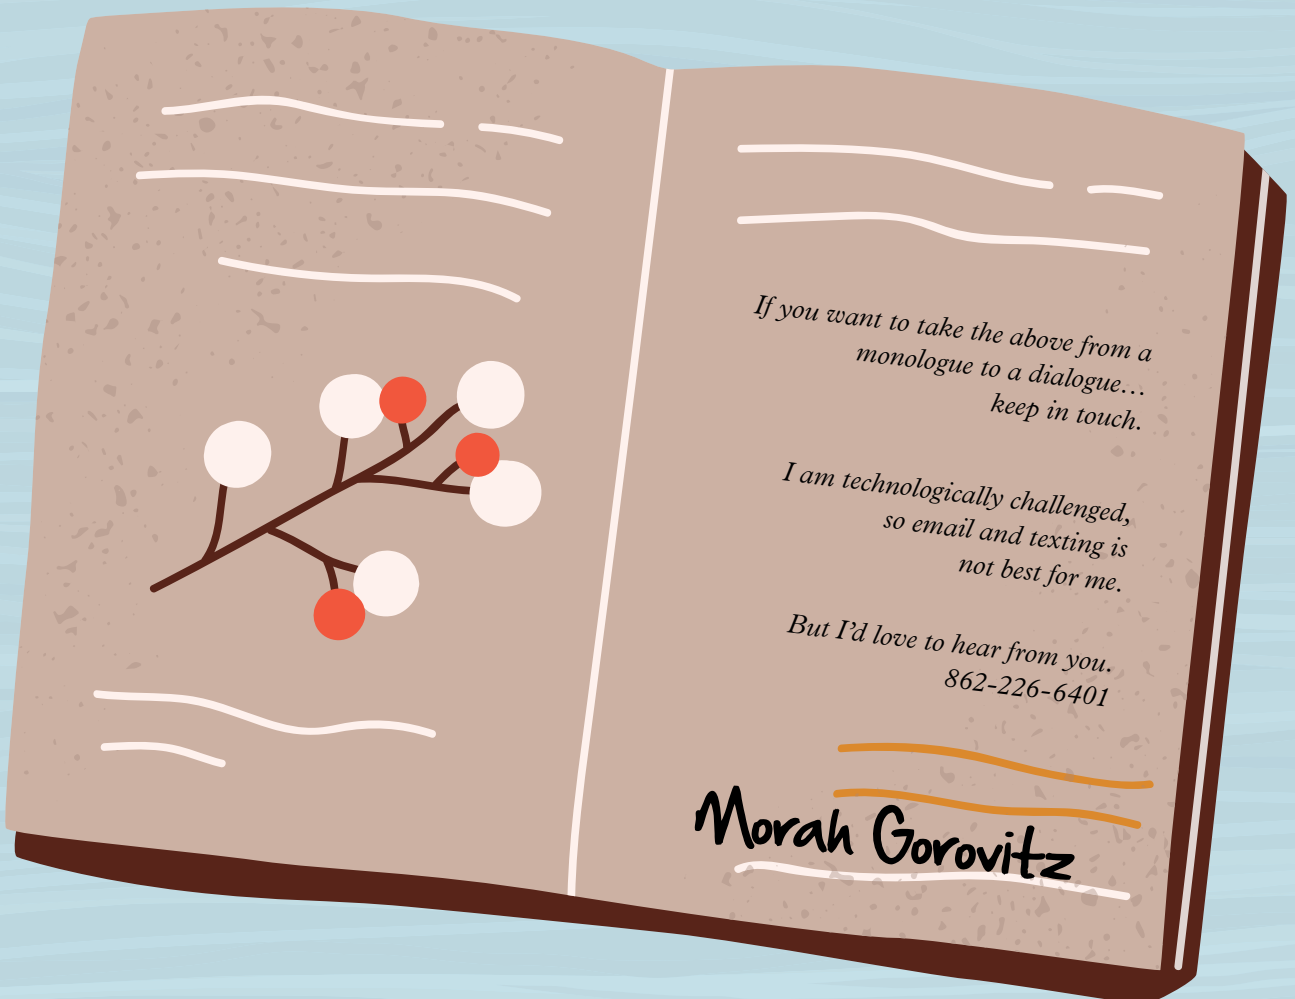 If you want to take the above from a
monologue to a dialogue...
keep in touch.
I am technologically challenged,
so email and texting is
not best for me.
But I’d love to hear from you.
862-226-6401
Morah Gorovitz